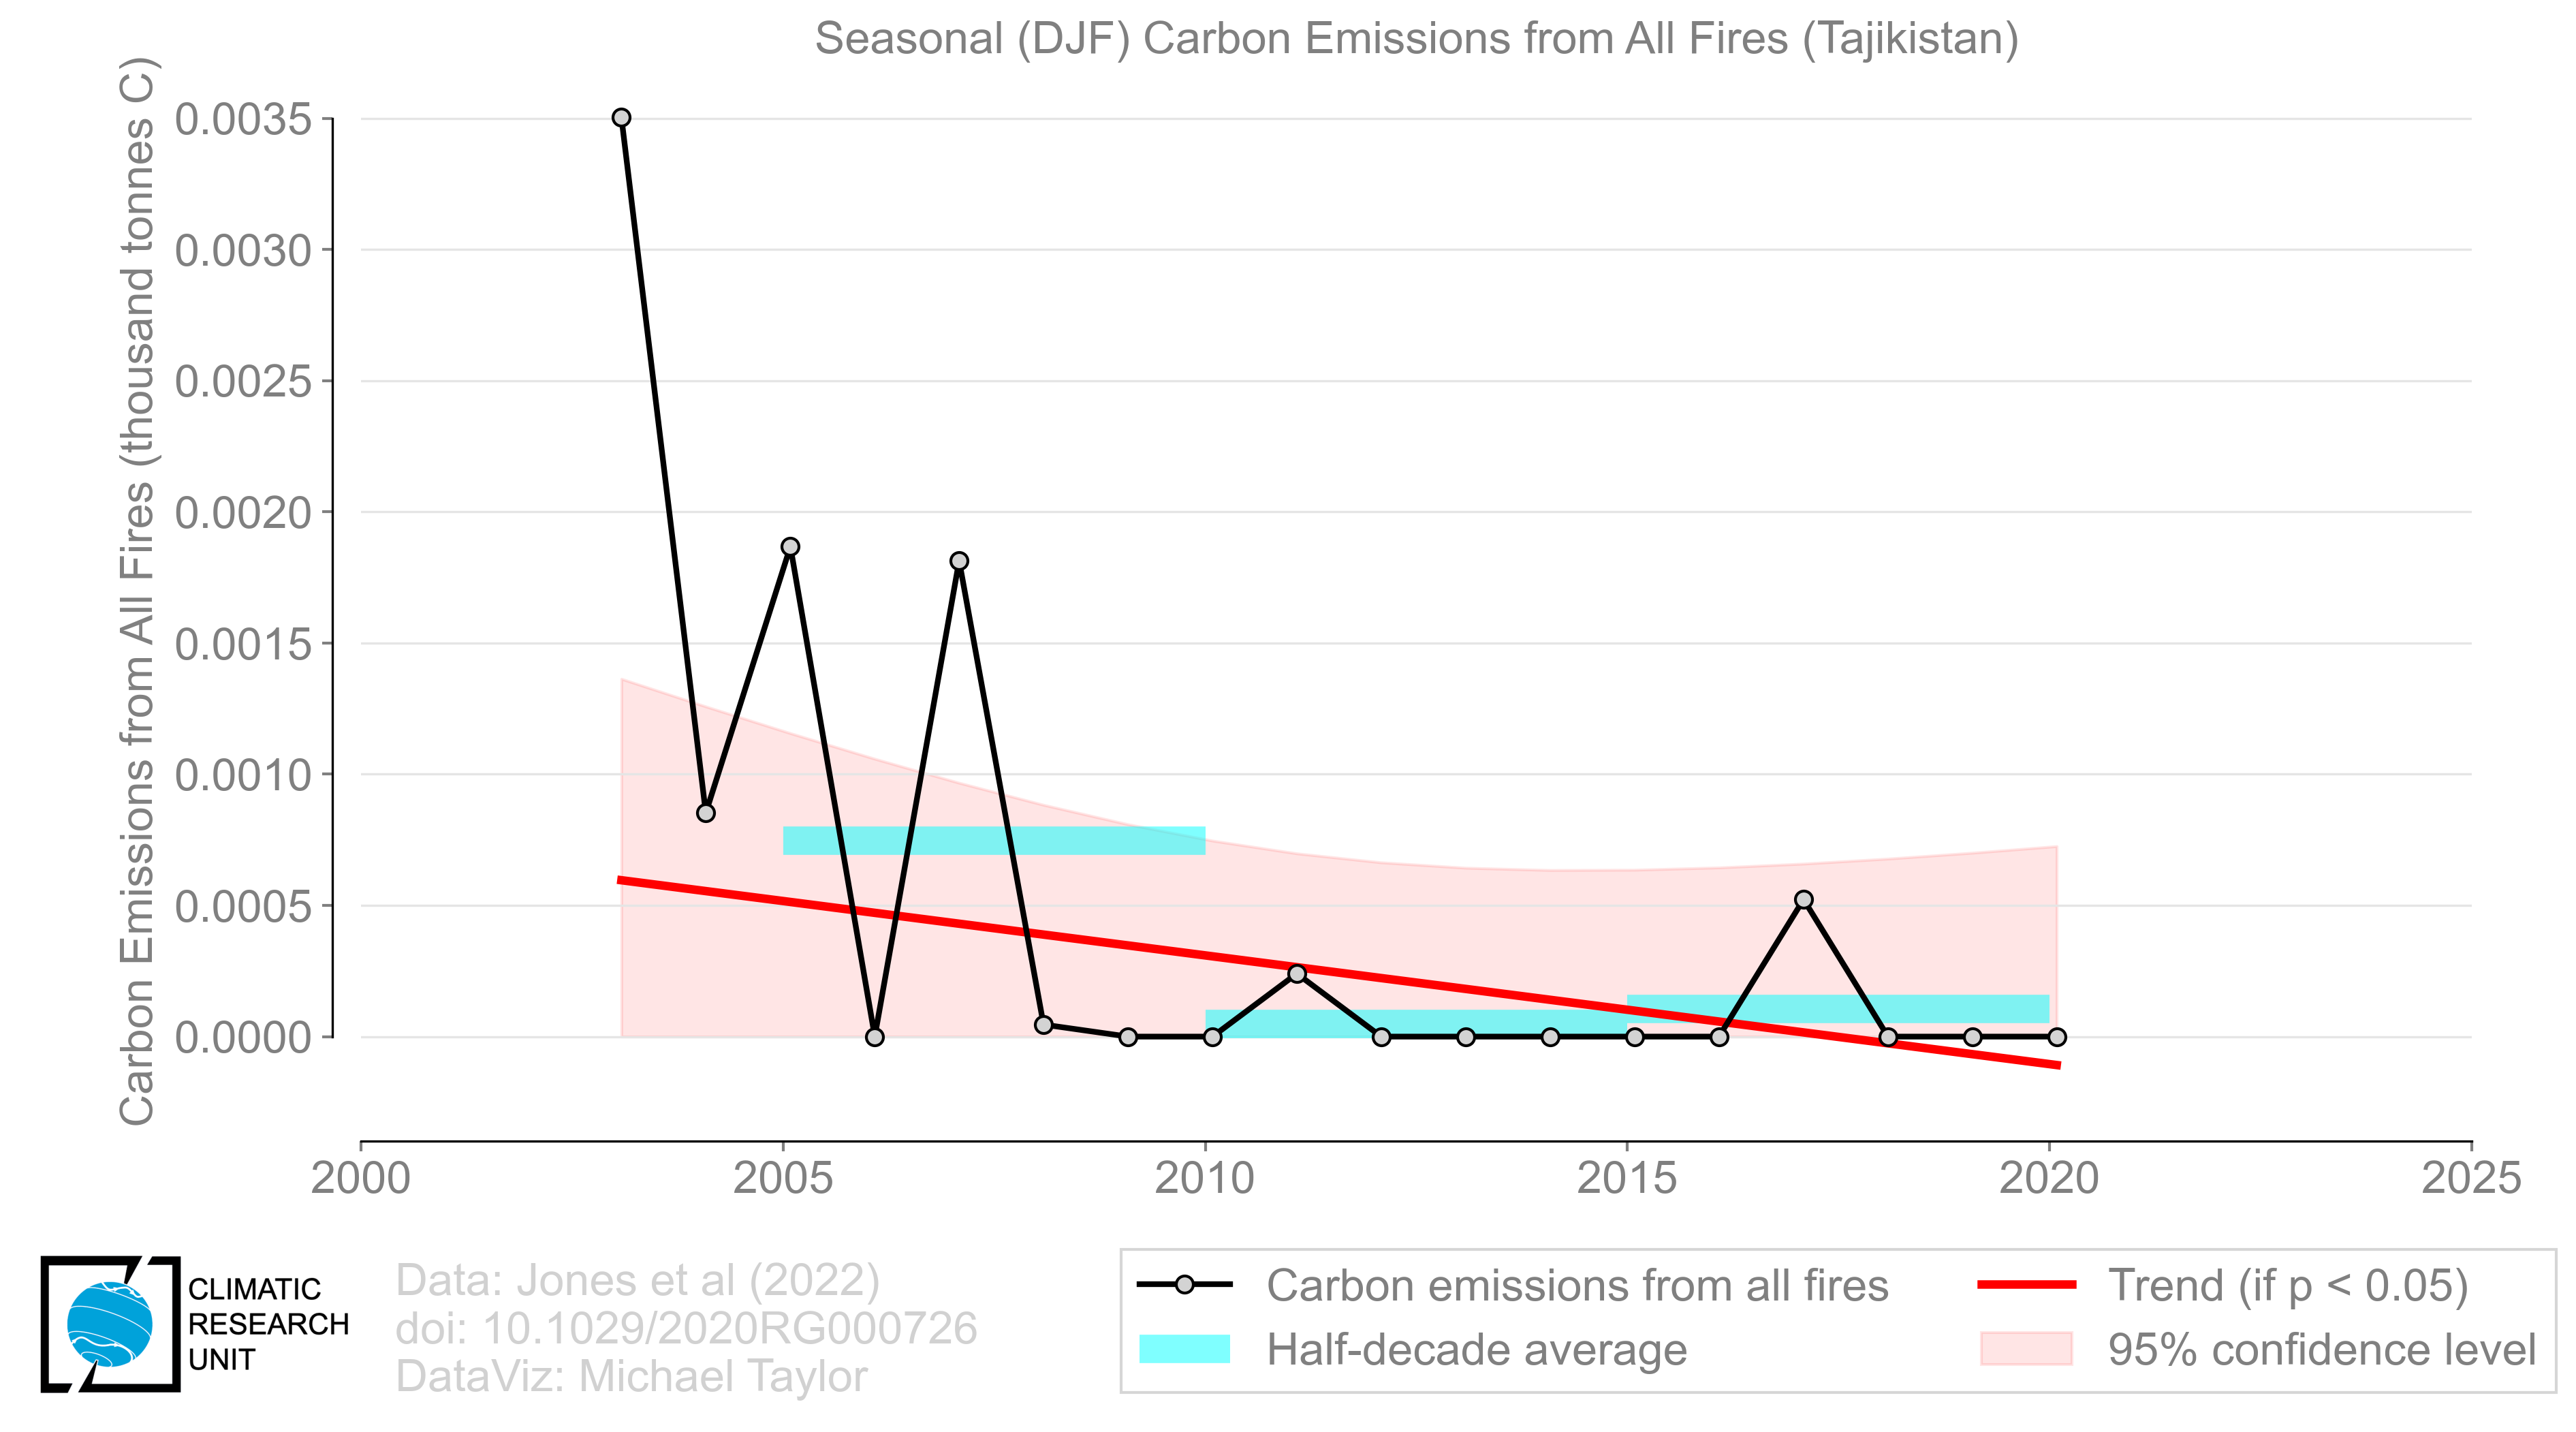 Seasonal (DJF) Carbon Emissions from All Fires (Tajikistan)
Carbon Emissions from All Fires (thousand tonnes C)
0.0035
0.0030
0.0025
0.0020
0.0015
0.0010
0.0005
0.0000
2000 2005 2010 2015 2020 2025
CLIMATIC
RESEARCH
UNIT
Data: Jones et al (2022)
doi: 10.1029/2020RG000726
DataViz: Michael Taylor
Carbon emissions from all fires
Half-decade average
Trend (if p < 0.05)
95% confidence level